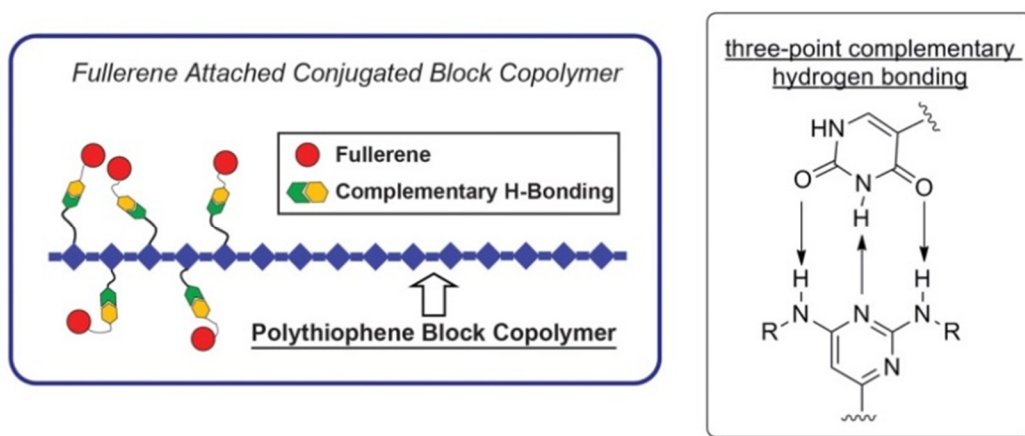 Fullerene Attached Conjugated Block Copolymer
Fullerene
Complementary H-Bonding
Polythiophene Block Copolymer
three-point complementary
hydrogen bonding
HN
O
N
O
H
H
H
N
N
N
R
R
N